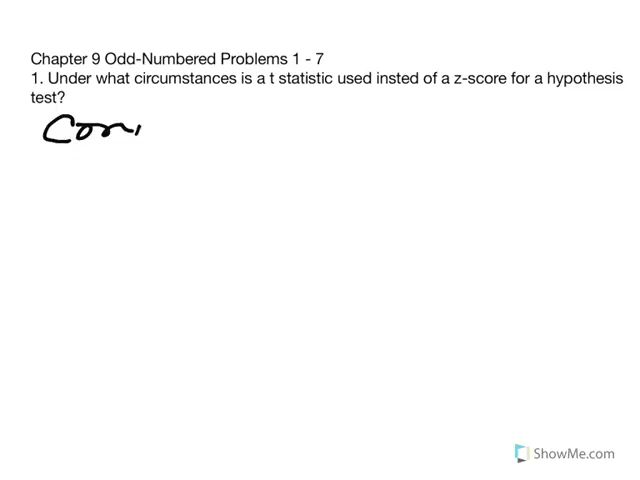 Chapter 9 Odd-Numbered Problems 1 - 7
1. Under what circumstances is a t statistic used insted of a z-score for a hypothesis
test?
ShowMe.com